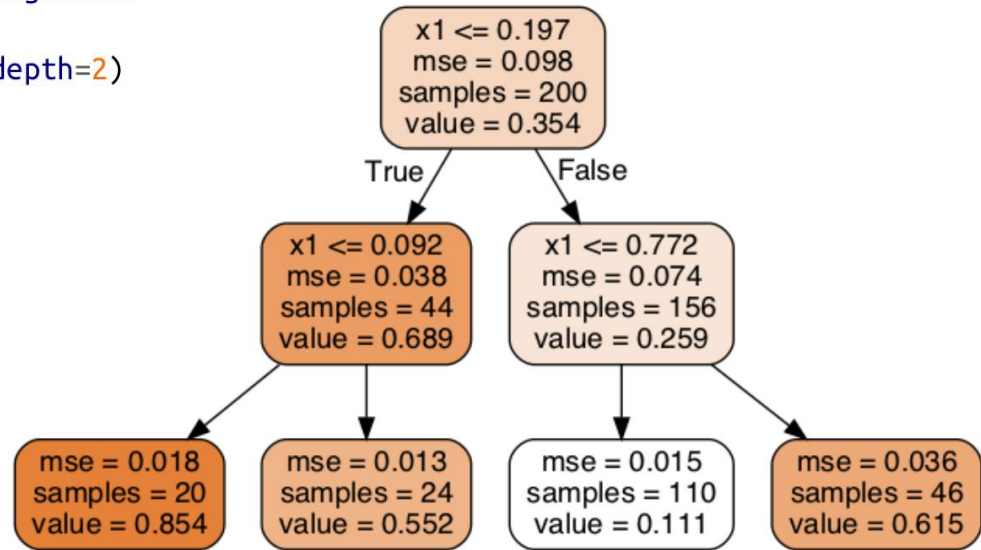 depth=2)
x1 <= 0.197
mse = 0.098
samples = 200
value = 0.354
True
False
x1 <= 0.092
mse = 0.038
samples = 44
value = 0.689
x1 <= 0.772
mse = 0.074
samples = 156
value = 0.259
mse = 0.018
samples = 20
value = 0.854
mse = 0.013
samples = 24
value = 0.552
mse = 0.015
samples = 110
value = 0.111
mse = 0.036
samples = 46
value = 0.615